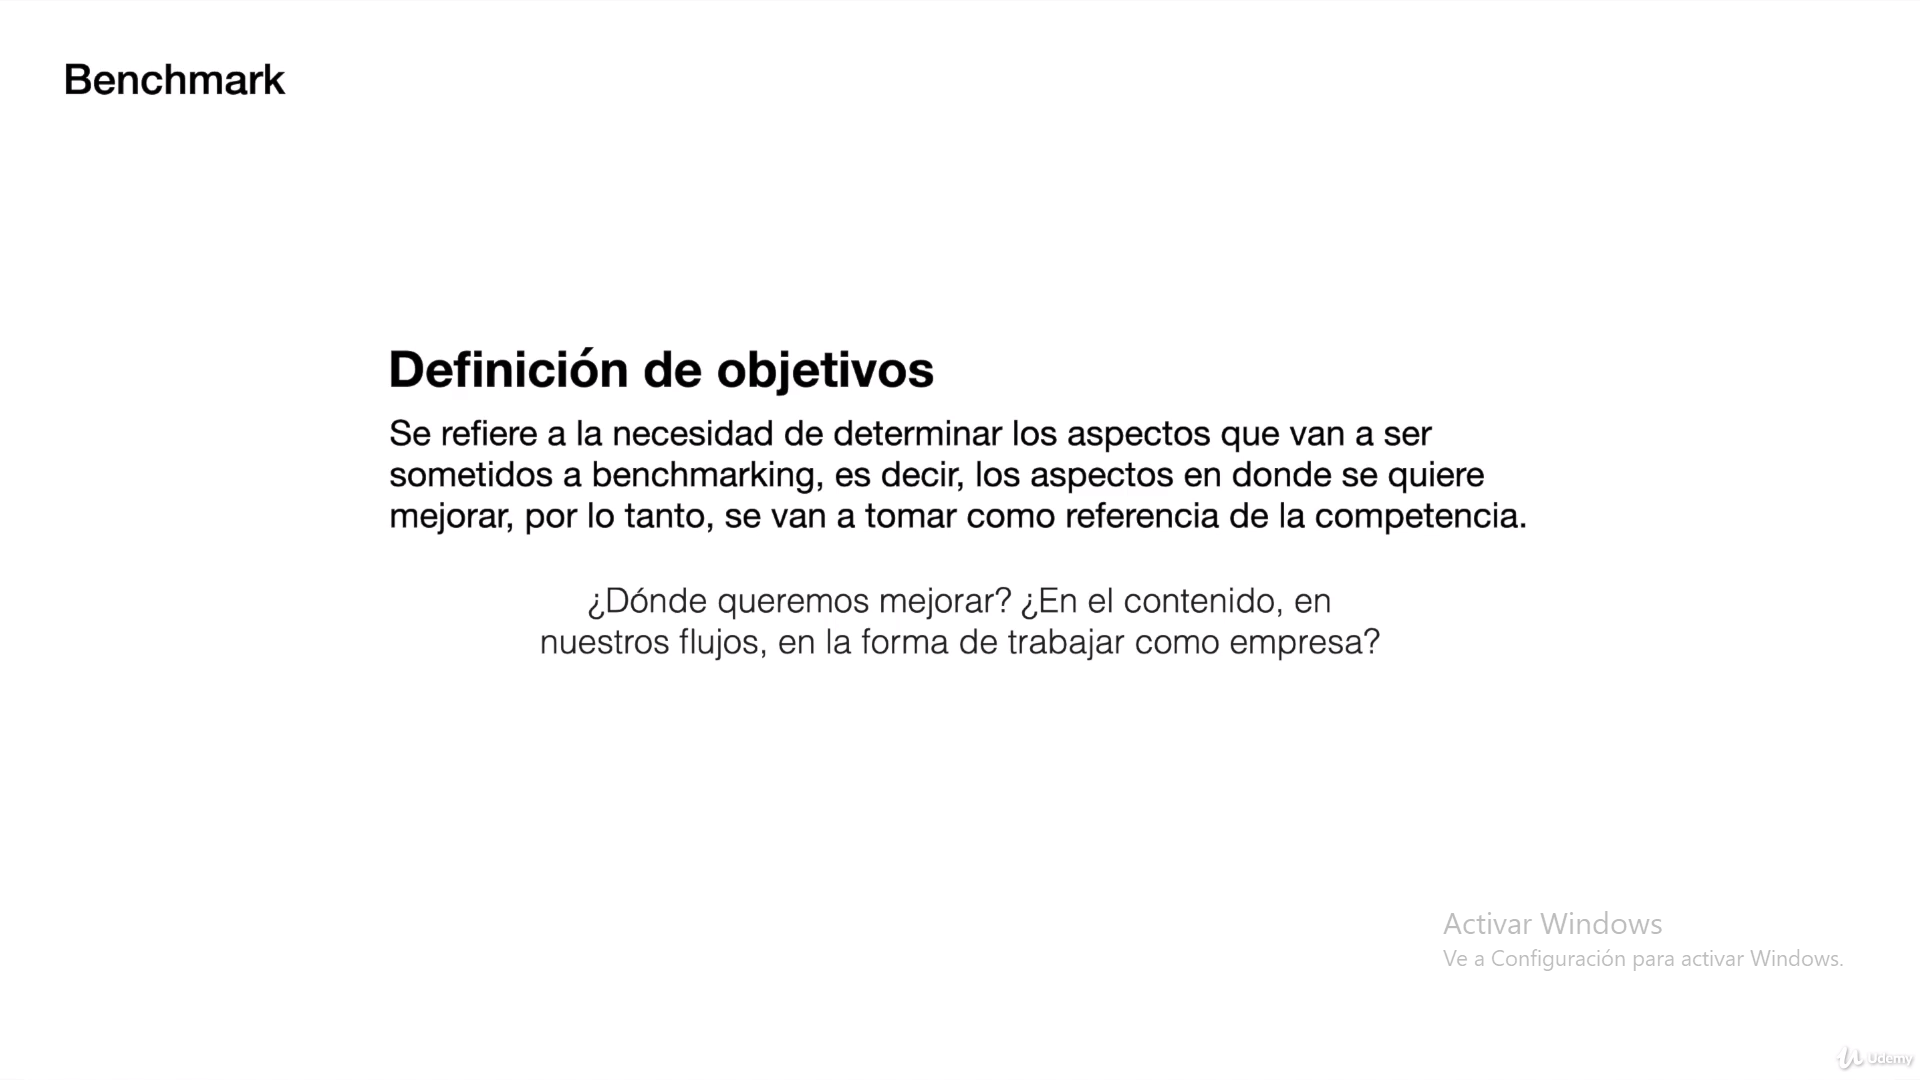 Benchmark
Definición de objetivos
Se refiere a la necesidad de determinar los aspectos que van a ser
sometidos a benchmarking, es decir, los aspectos en donde se quiere
mejorar, por lo tanto, se van a tomar como referencia de la competencia.
¿Dónde queremos mejorar? ¿En el contenido, en
nuestros flujos, en la forma de trabajar como empresa?
Activar Windows
Ve a Configuración para activar Windows.
Udemy